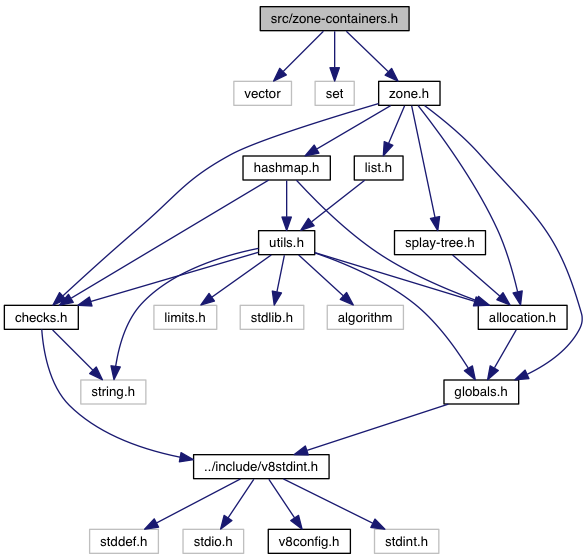 src/zone-containers.h
vector
set
zone.h
hashmap.h
list.h
utils.h
splay-tree.h
checks.h
limits.h
stdlib.h
algorithm
allocation.h
string.h
globals.h
../include/v8stdint.h
stddef.h
stdio.h
v8config.h
stdint.h